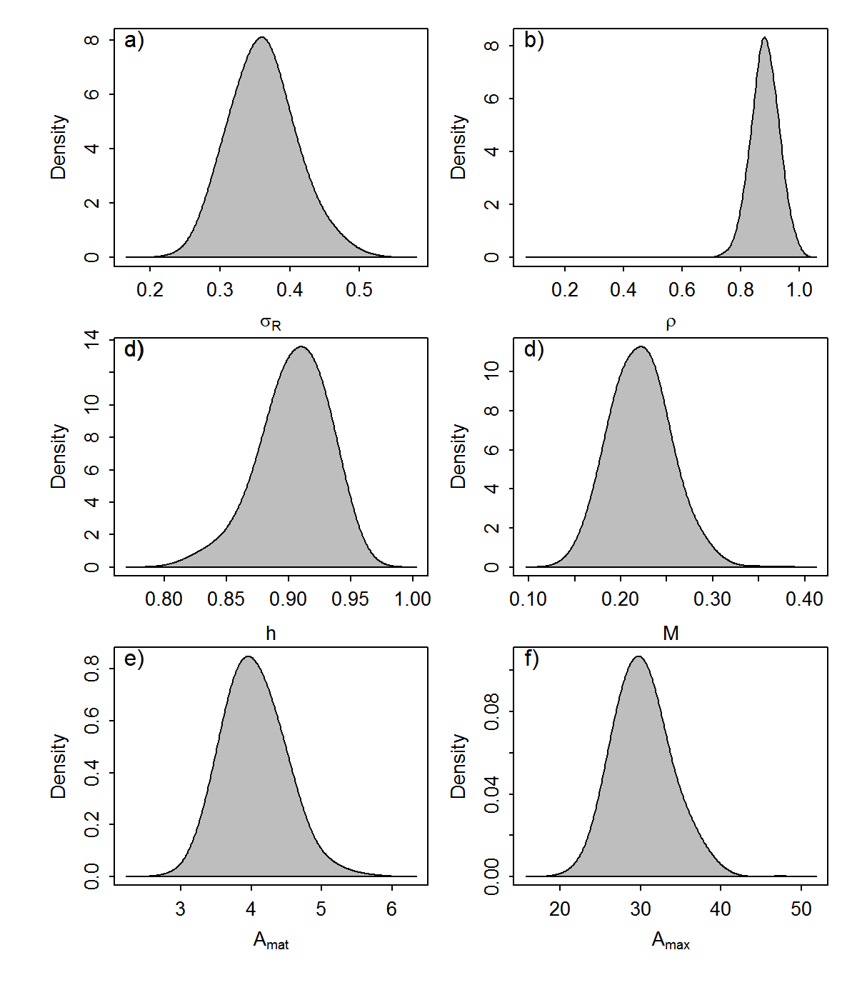 a)
Density
0 2 4 6 8
0.2 0.3 0.4 0.5
σR
b)
Density
0 2 4 6 8
0.2 0.4 0.6 0.8 1.0
ρ
d)
Density
0 2 4 6 8 10 14
0.80 0.85 0.90 0.95 1.00
h
d)
Density
0 2 4 6 8 10
0.10 0.20 0.30 0.40
M
e)
Density
0.0 0.2 0.4 0.6 0.8
3 4 5 6
Amat
f)
Density
0.00 0.04 0.08
20 30 40 50
Amax